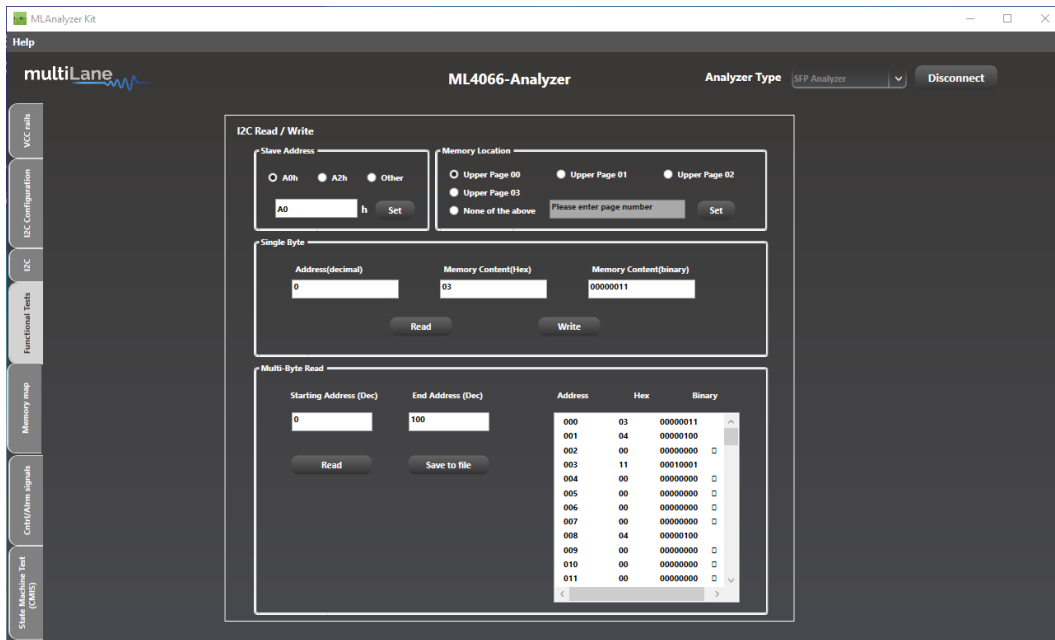 MLAnalyzer Kit
Help
multiLane
ML4066-Analyzer
Analyzer Type
SFP Analyzer
Disconnect
VCC rails
I2C Configuration
I2C
Functional Tests
Memory map
Cntrl/Alrm signals
State Machine Test
(CMIS)
I2C Read / Write
Slave Address
A0h A2h Other
A0 h Set
Memory Location
Upper Page 00 Upper Page 01 Upper Page 02
Upper Page 03
None of the above Please enter page number Set
Single Byte
Address(decimal) Memory Content(Hex) Memory Content(binary)
0 03 00000011
Read Write
Multi-Byte Read
Starting Address (Dec) End Address (Dec)
0 100
Read Save to file
Address Hex Binary
000 03 00000011
001 04 00000100
002 00 00000000
003 11 00010001
004 00 00000000
005 00 00000000
006 00 00000000
007 00 00000000
008 04 00000100
009 00 00000000
010 00 00000000
011 00 00000000